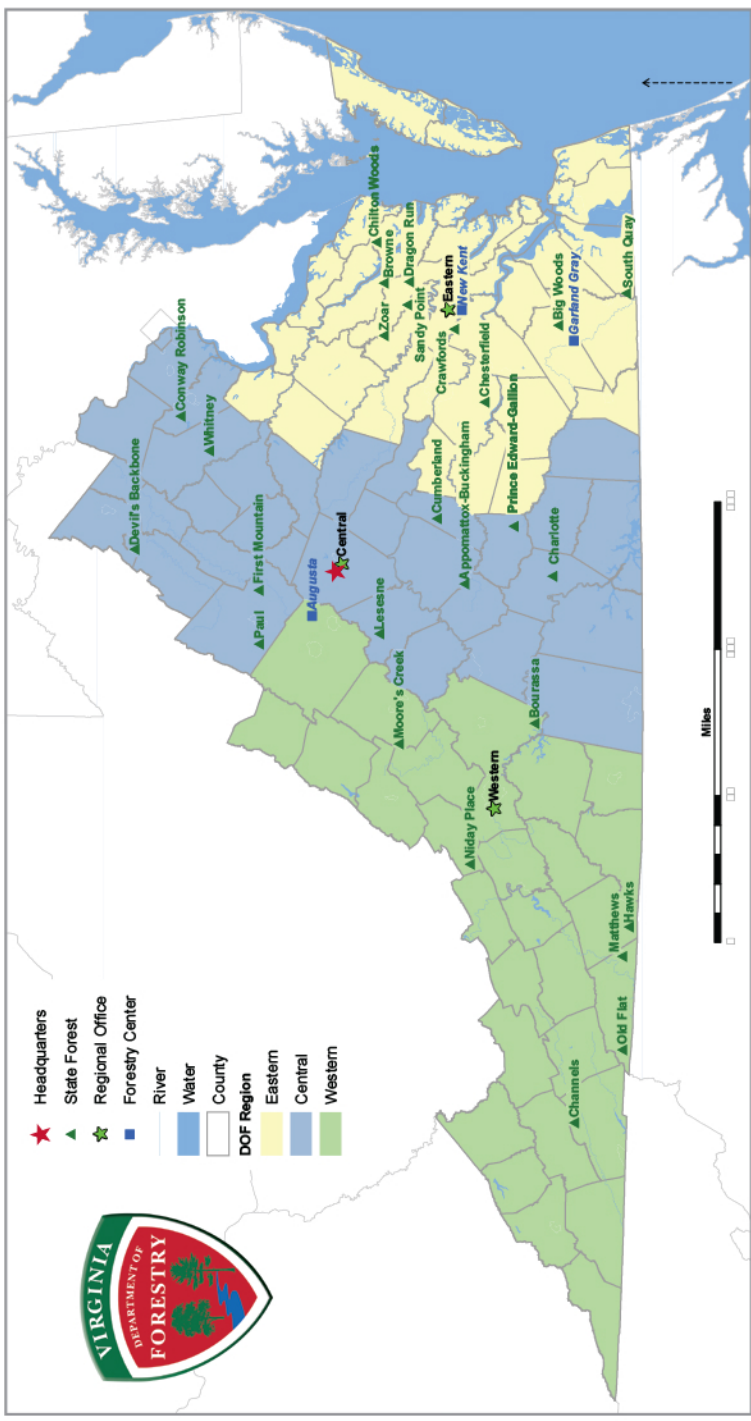 VIRGINIA
DEPARTMENT OF
FORESTRY
Headquarters
State Forest
Regional Office
Forestry Center
River
Water
County
DOF Region
Eastern
Central
Western
Devil's Backbone
Conway Robinson
Whitney
First Mountain
Paul
Augusta
Central
Lesesne
Moore's Creek
Niday Place
Western
Bourassa
Cumberland
Appomattox-Buckingham
Prince Edward-Gallion
Charlotte
Chilton Woods
Browne
Zoar
Dragon Run
Sandy Point
Eastern
New Kent
Crawfords
Chesterfield
Big Woods
Garland Gray
South Quay
Channels
Old Flat
Matthews
Hawks
Miles